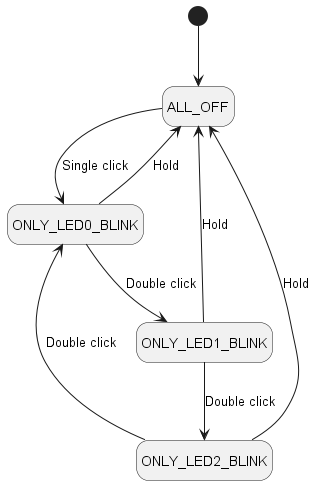 ALL_OFF
Single click
Hold
ONLY_LED0_BLINK
Hold
Double click
Hold
ONLY_LED1_BLINK
Double click
Double click
ONLY_LED2_BLINK